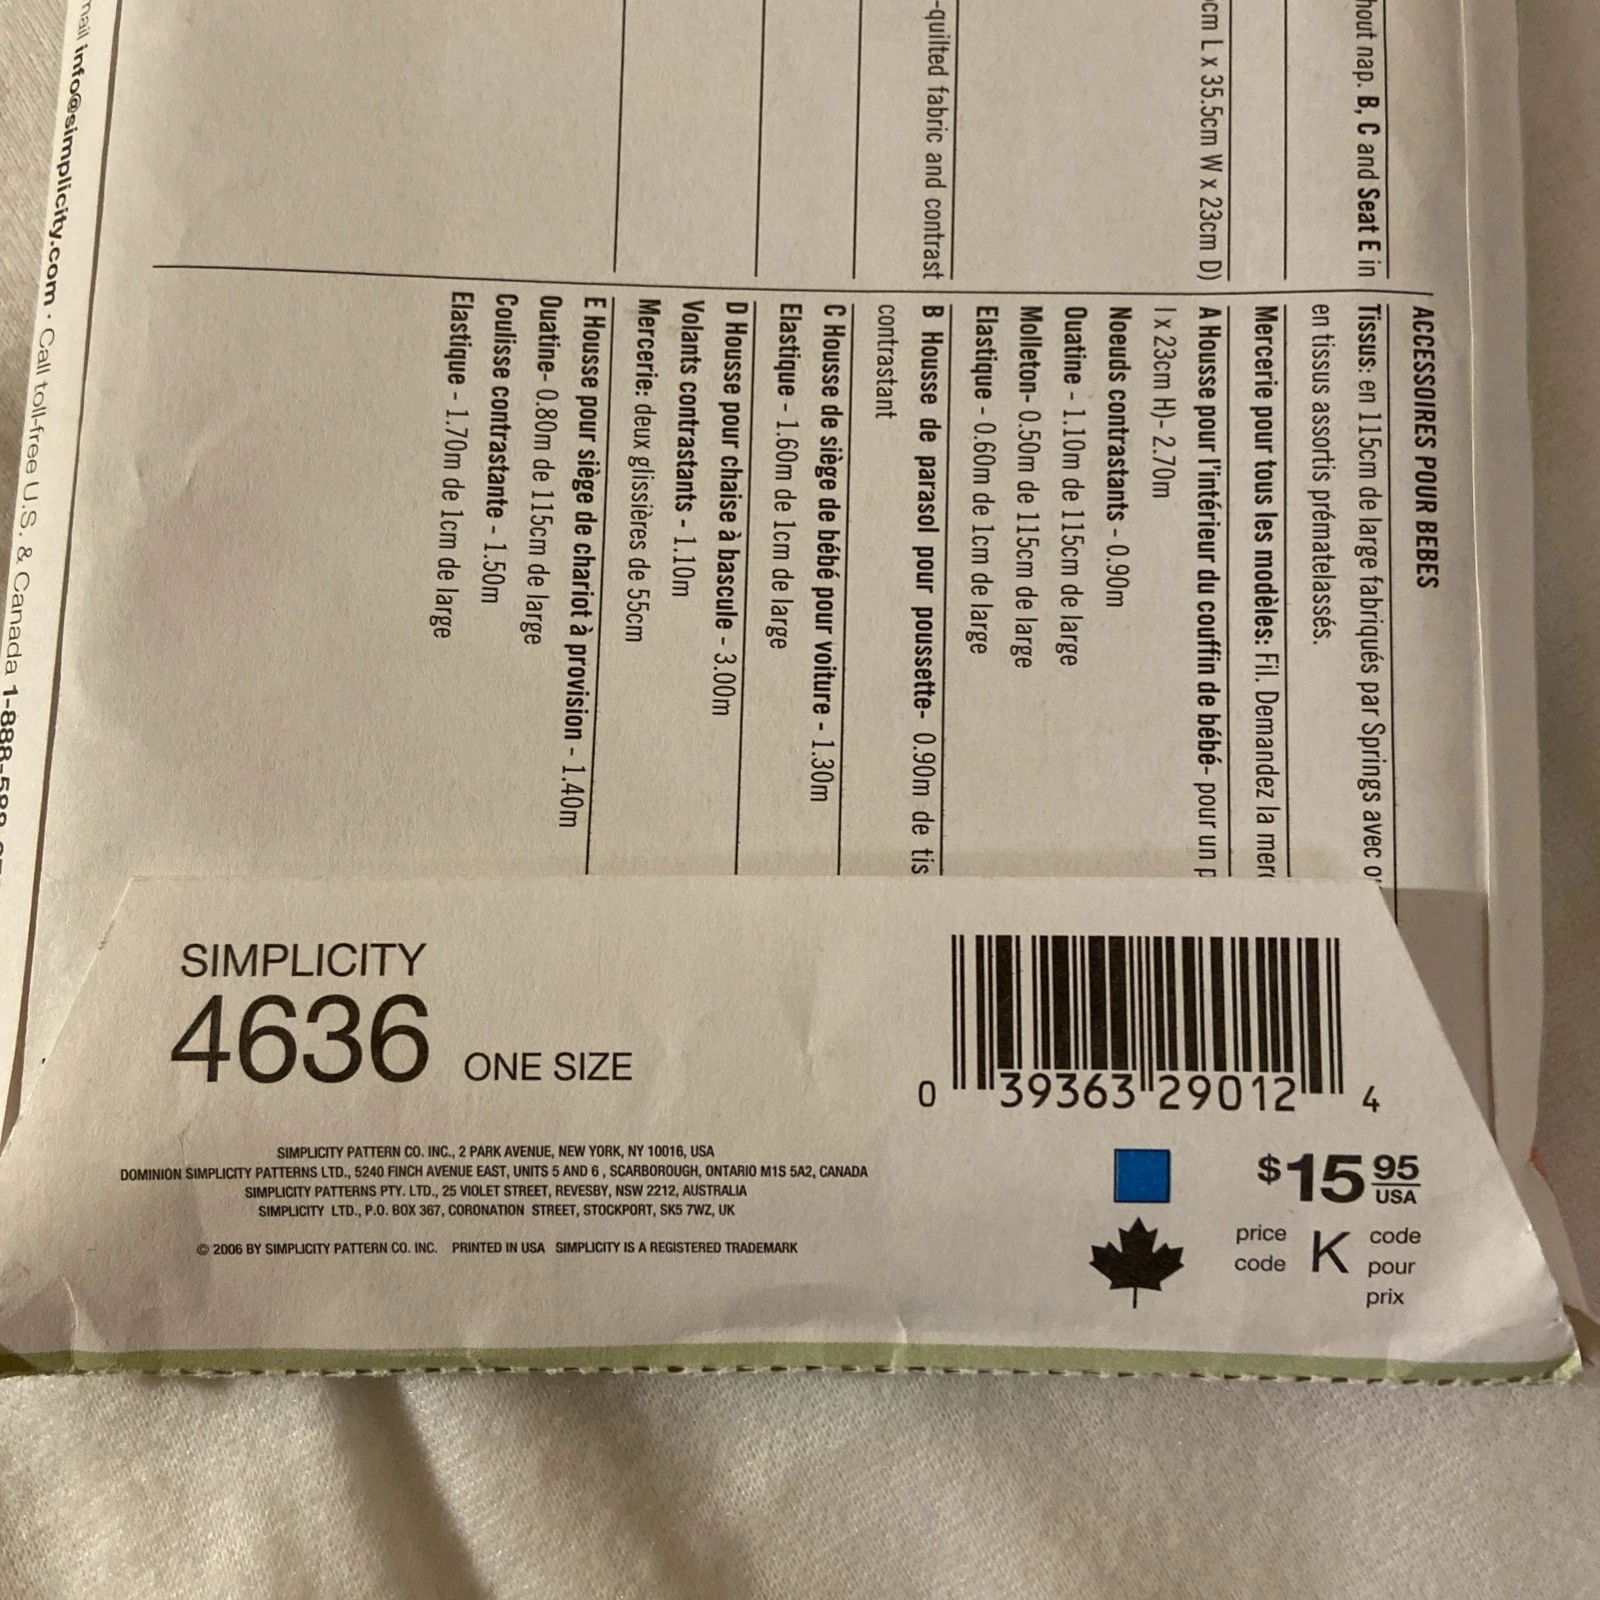 hout nap. B, C and Seat E in
cm L x 35.5cm W x 23cm D)
-quilted fabric and contrast
ACCESSOIRES POUR BEBES
Tissus: en 115cm de large fabriqués par Springs avec
en tissus assortis prématelassés.
Mercerie pour tous les modèles: Fil. Demandez la
A Housse pour l'intérieur du couffin de bébé- pour un
l x 23cm H)- 2.70m
Noeuds contrastants - 0.90m
Ouatine - 1.10m de 115cm de large
Molleton- 0.50m de 115cm de large
Elastique - 0.60m de 1cm de large
B Housse de parasol pour poussette- 0.90m de tis
contrastant
C Housse de siège de bébé pour voiture - 1.30m
Elastique - 1.60m de 1cm de large
D Housse pour chaise à bascule - 3.00m
Volants contrastants - 1.10m
Mercerie: deux glissières de 55cm
E Housse pour siège de chariot à provision - 1.40m
Ouatine- 0.80m de 115cm de large
Coulisse contrastante - 1.50m
Elastique - 1.70m de 1cm de large
mail info@simplicity.com · Call toll-free U.S. & Canada 1-888-588-
SIMPLICITY
4636 ONE SIZE
SIMPLICITY PATTERN CO. INC., 2 PARK AVENUE, NEW YORK, NY 10016, USA
DOMINION SIMPLICITY PATTERNS LTD., 5240 FINCH AVENUE EAST, UNITS 5 AND 6 , SCARBOROUGH, ONTARIO M1S 5A2, CANADA
SIMPLICITY PATTERNS PTY. LTD., 25 VIOLET STREET, REVESBY, NSW 2212, AUSTRALIA
SIMPLICITY LTD., P.O. BOX 367, CORONATION STREET, STOCKPORT, SK5 7WZ, UK
© 2006 BY SIMPLICITY PATTERN CO. INC. PRINTED IN USA SIMPLICITY IS A REGISTERED TRADEMARK
0 39363 29012 4
$15 95 USA
price code K code pour prix